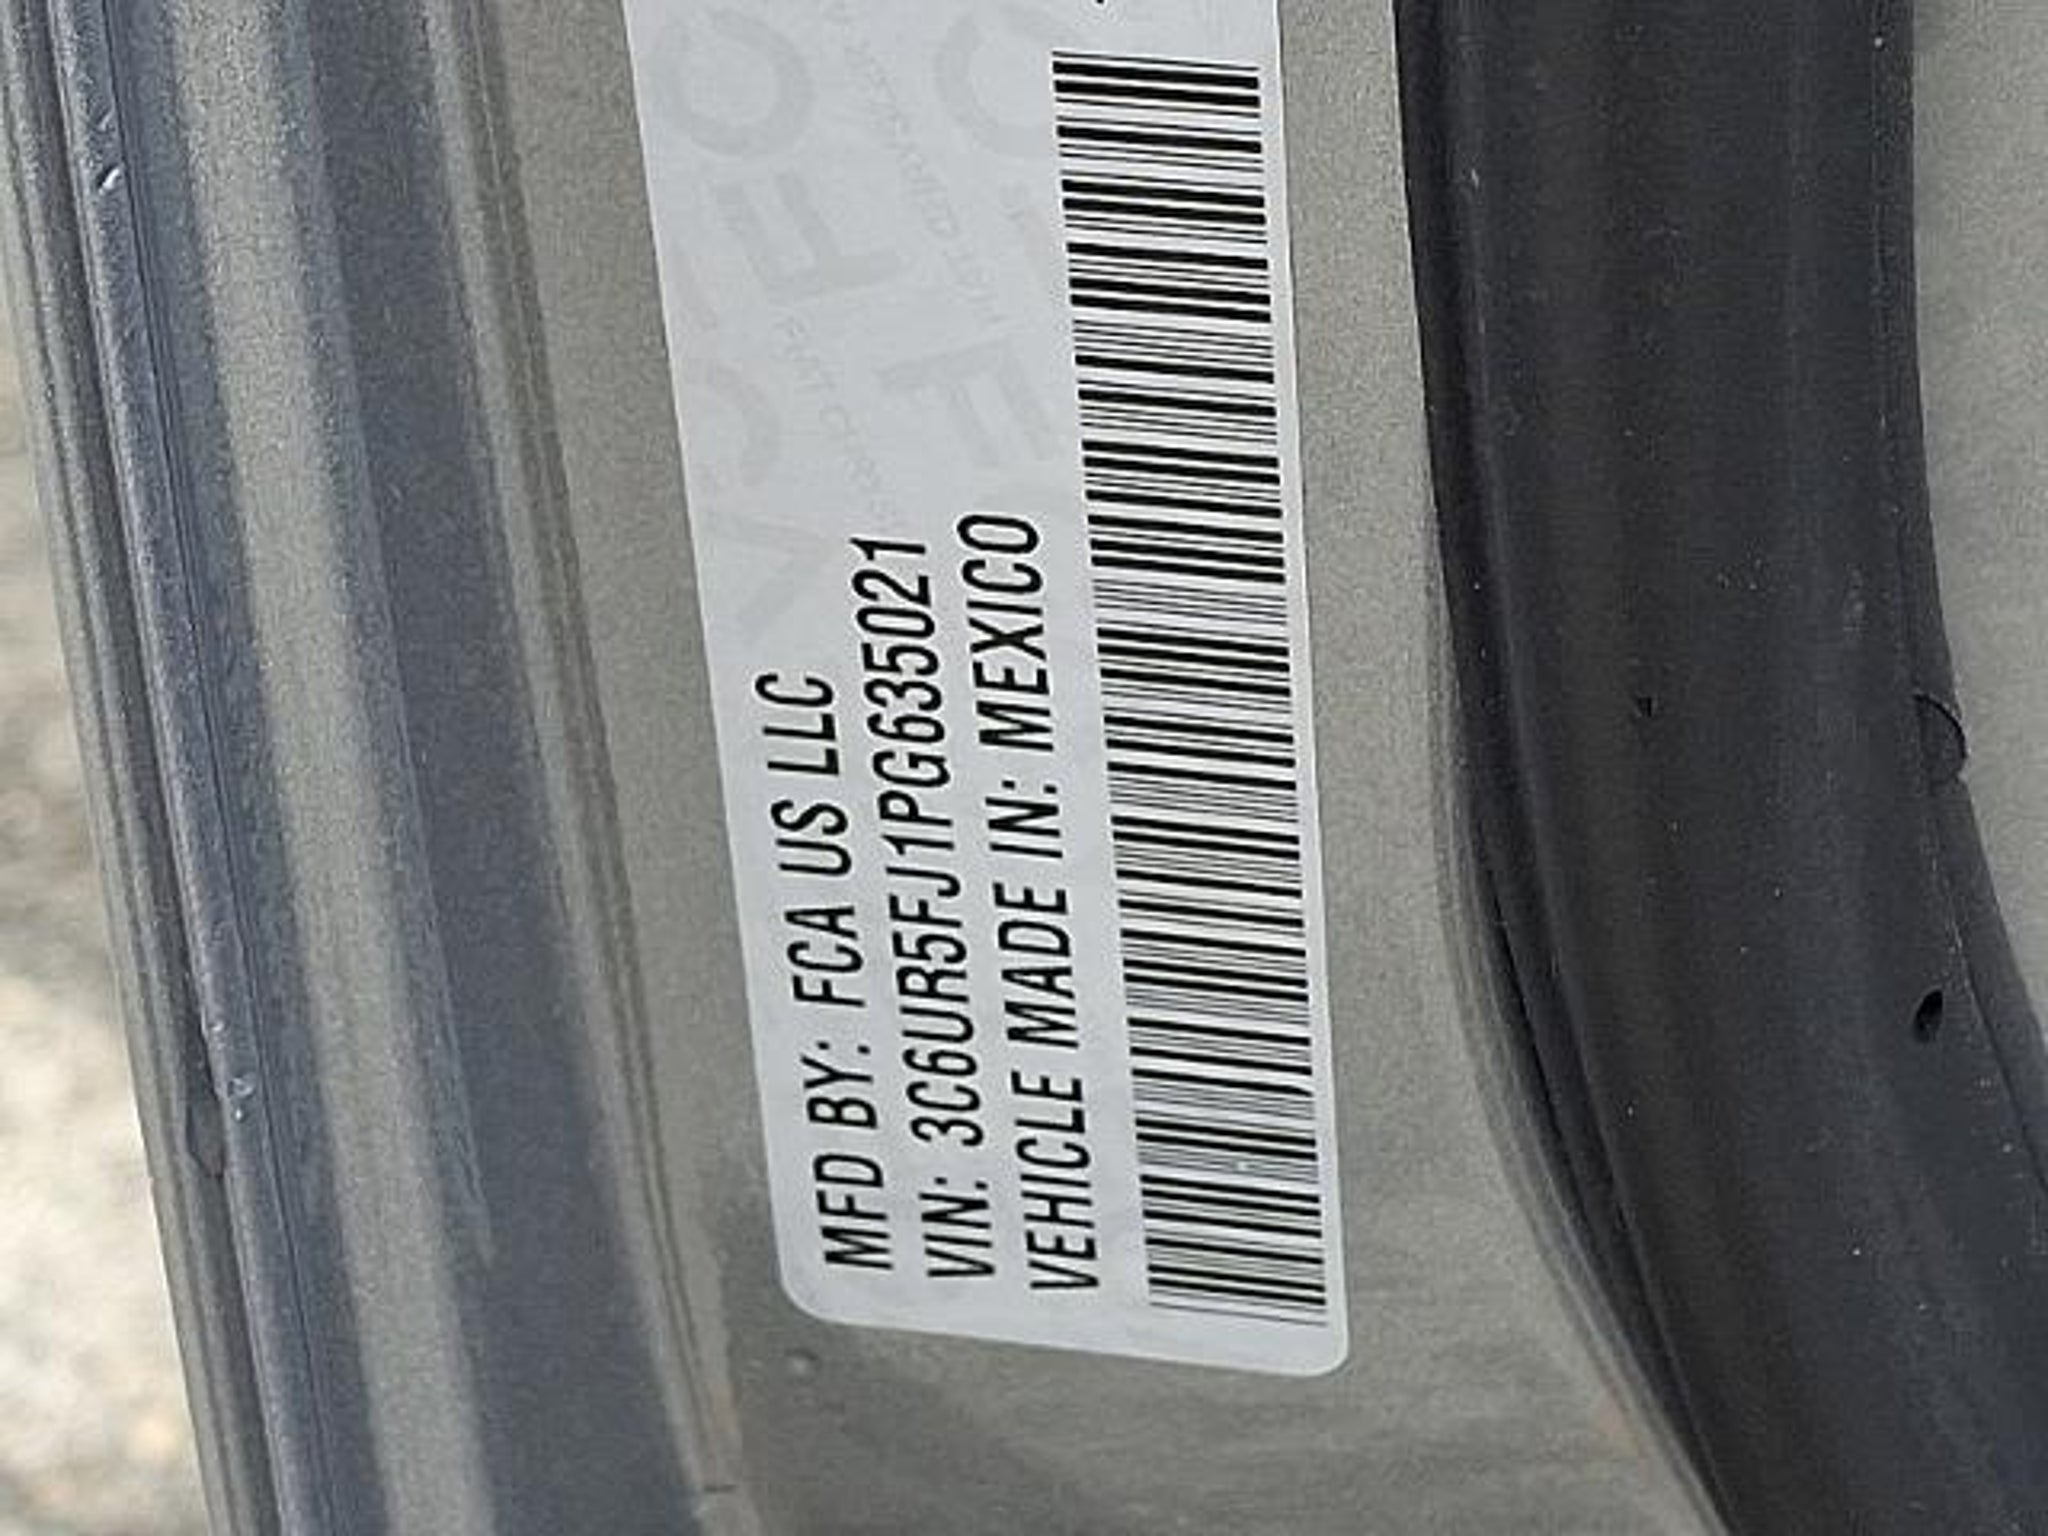 MFD BY: FCA US LLC
VIN: 3C6UR5FJ1PG635021
VEHICLE MADE IN: MEXICO